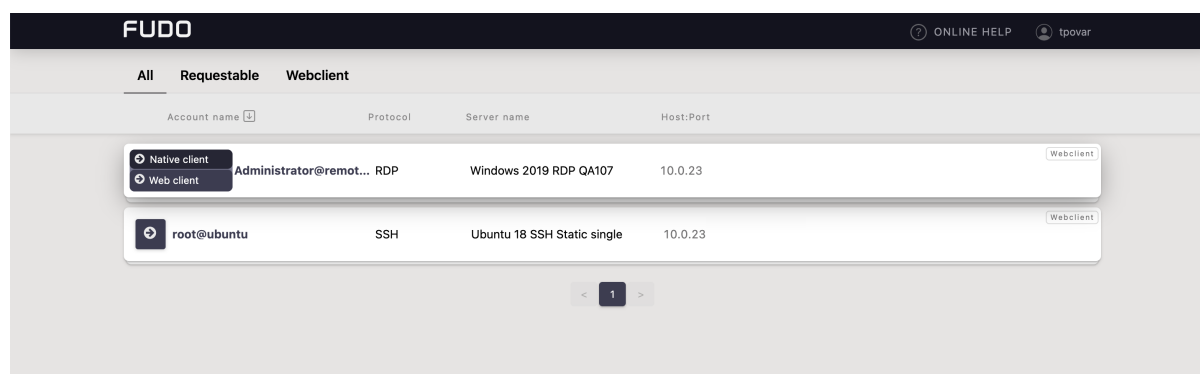 FUDO
ONLINE HELP tpovar
All Requestable Webclient
Account name Protocol Server name Host:Port
Native client
Web client
Administrator@remot... RDP Windows 2019 RDP QA107 10.0.23
Webclient
root@ubuntu SSH Ubuntu 18 SSH Static single 10.0.23
Webclient
< 1 >